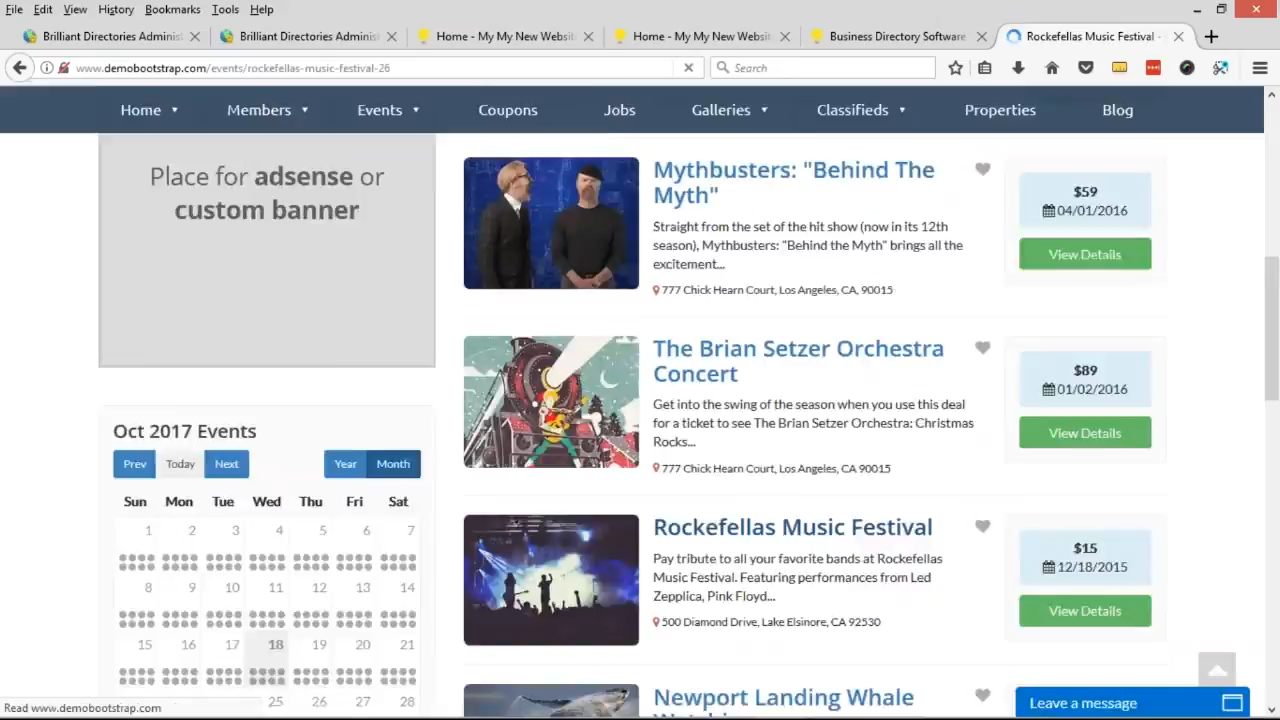 File Edit View History Bookmarks Tools Help
Brilliant Directories Adminis Brilliant Directories Adminis Home - My My New Websit Home - My My New Websit Business Directory Software Rockefellas Music Festival -
www.demobootstrap.com/events/rockefellas-music-festival-26 Search
Home Members Events Coupons Jobs Galleries Classifieds Properties Blog
Place for adsense or
custom banner
Oct 2017 Events
Prev Today Next Year Month
Sun Mon Tue Wed Thu Fri Sat
1 2 3 4 5 6 7
8 9 10 11 12 13 14
15 16 17 18 19 20 21
25 26 27 28
Mythbusters: "Behind The
Myth"
Straight from the set of the hit show (now in its 12th
season), Mythbusters: "Behind the Myth" brings all the
excitement...
777 Chick Hearn Court, Los Angeles, CA, 90015
$59
04/01/2016
View Details
The Brian Setzer Orchestra
Concert
Get into the swing of the season when you use this deal
for a ticket to see The Brian Setzer Orchestra: Christmas
Rocks...
777 Chick Hearn Court, Los Angeles, CA 90015
$89
01/02/2016
View Details
Rockefellas Music Festival
Pay tribute to all your favorite bands at Rockefellas
Music Festival. Featuring performances from Led
Zepplica, Pink Floyd...
500 Diamond Drive, Lake Elsinore, CA 92530
$15
12/18/2015
View Details
Newport Landing Whale
Leave a message
Read www.demobootstrap.com